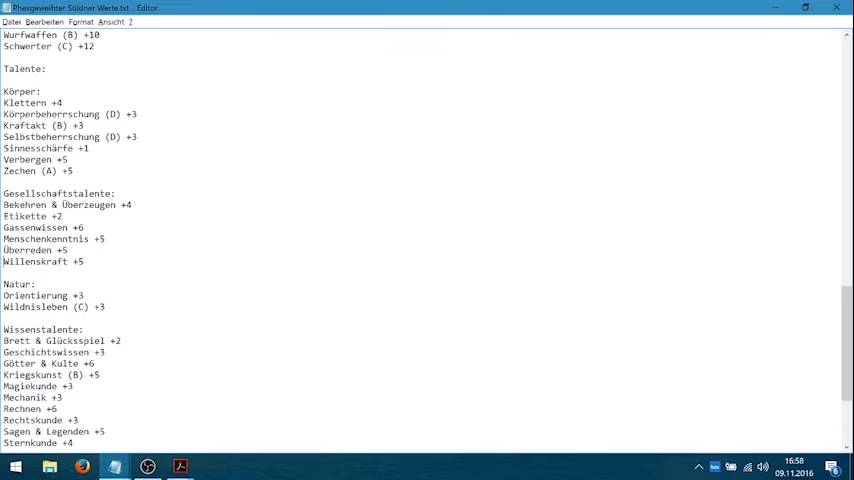 Phexgeweihter Söldner Werte.txt - Editor
Datei Bearbeiten Format Ansicht ?
Wurfwaffen (B) +10
Schwerter (C) +12
Talente:
Körper:
Klettern +4
Körperbeherrschung (D) +3
Kraftakt (B) +3
Selbstbeherrschung (D) +3
Sinnesschärfe +1
Verbergen +5
Zechen (A) +5
Gesellschaftstalente:
Bekehren & Überzeugen +4
Etikette +2
Gassenwissen +6
Menschenkenntnis +5
Überreden +5
Willenskraft +5
Natur:
Orientierung +3
Wildnisleben (C) +3
Wissenstalente:
Brett & Glücksspiel +2
Geschichtswissen +3
Götter & Kulte +6
Kriegskunst (B) +5
Magiekunde +3
Mechanik +3
Rechnen +6
Rechtskunde +3
Sagen & Legenden +5
Sternkunde +4
16:58
09.11.2016
6